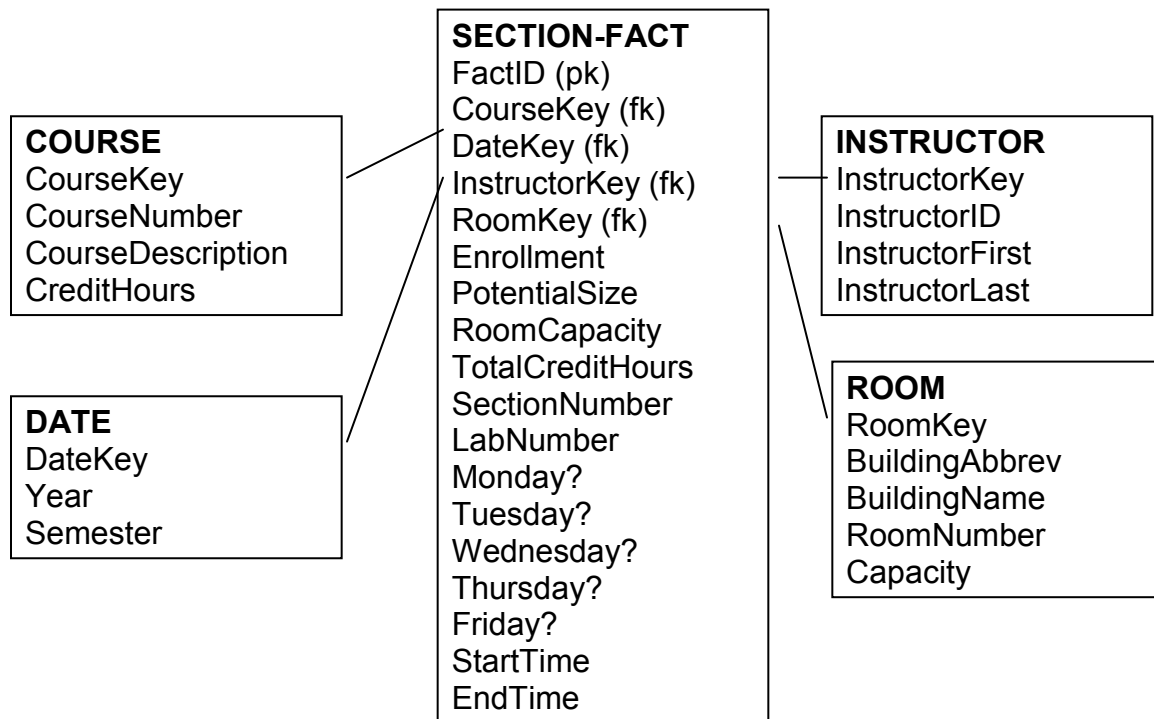 SECTION-FACT
FactID (pk)
CourseKey (fk)
DateKey (fk)
InstructorKey (fk)
RoomKey (fk)
Enrollment
PotentialSize
RoomCapacity
TotalCreditHours
SectionNumber
LabNumber
Monday?
Tuesday?
Wednesday?
Thursday?
Friday?
StartTime
EndTime
COURSE
CourseKey
CourseNumber
CourseDescription
CreditHours
DATE
DateKey
Year
Semester
INSTRUCTOR
InstructorKey
InstructorID
InstructorFirst
InstructorLast
ROOM
RoomKey
BuildingAbbrev
BuildingName
RoomNumber
Capacity